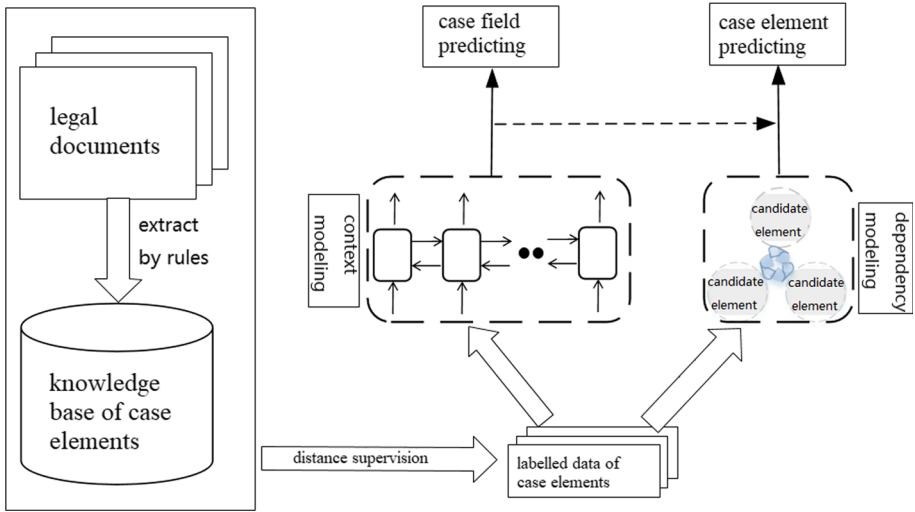 legal
documents
extract
by rules
knowledge
base of case
elements
case field
predicting
case element
predicting
context
modeling
candidate
element
candidate
element
candidate
element
dependency
modeling
distance supervision
labelled data of
case elements